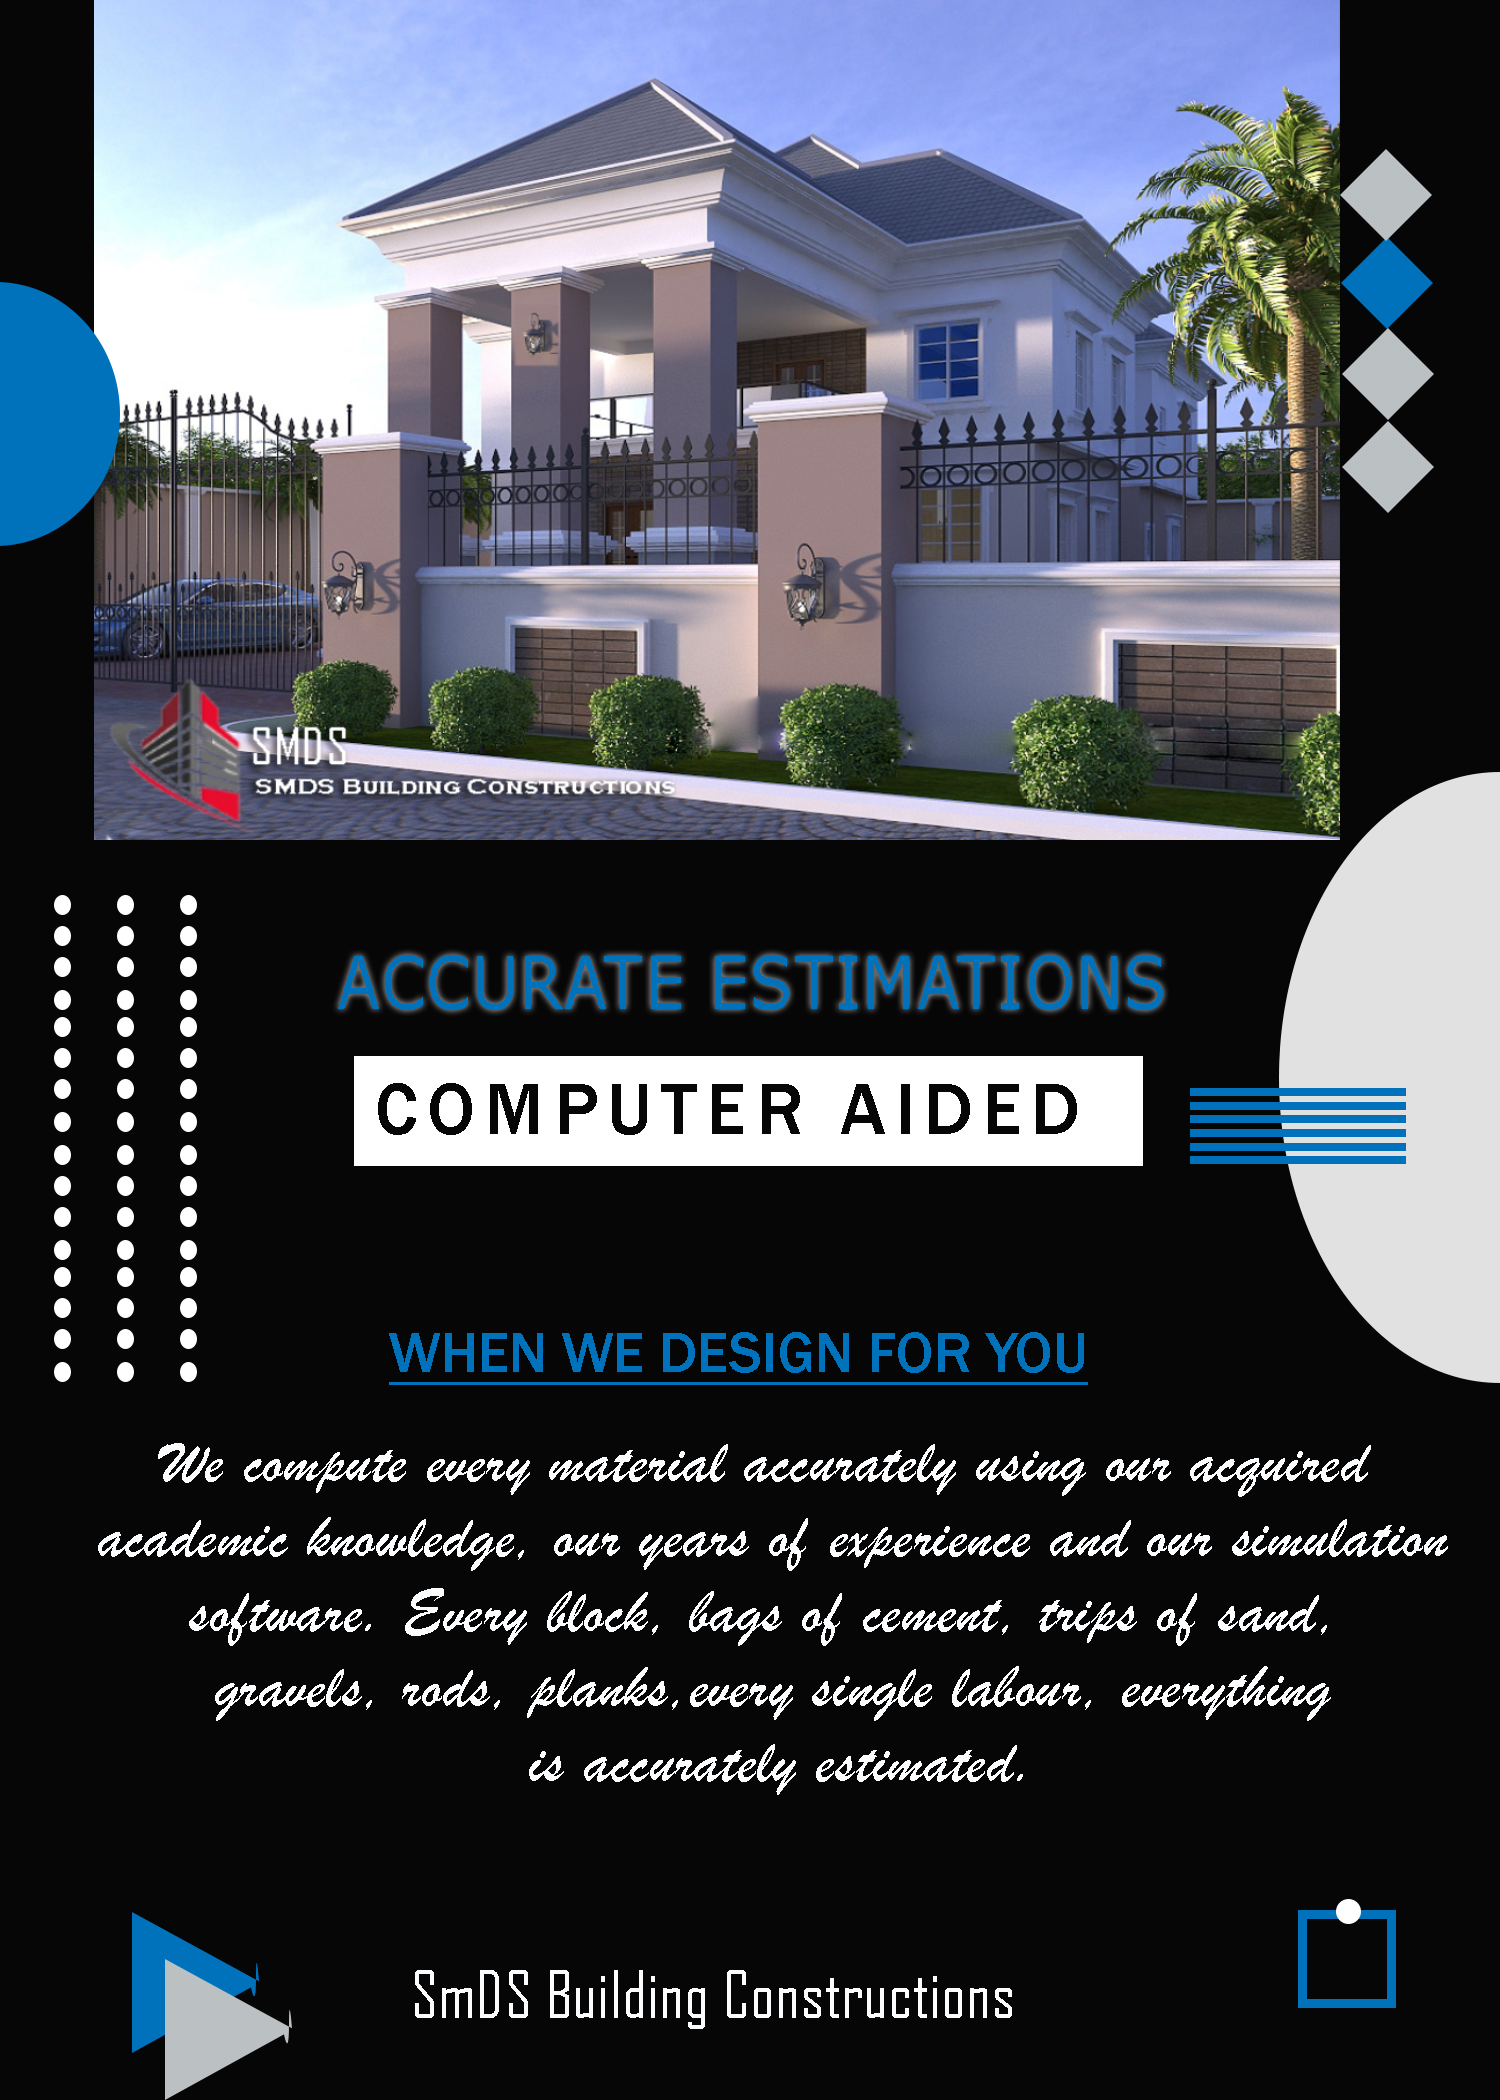 SMDS
SMDS Building Constructions
ACCURATE ESTIMATIONS
COMPUTER AIDED
WHEN WE DESIGN FOR YOU
We compute every material accurately using our acquired
academic knowledge, our years of experience and our simulation
software. Every block, bags of cement, trips of sand,
gravels, rods, planks,every single labour, everything
is accurately estimated.
SmDS Building Constructions